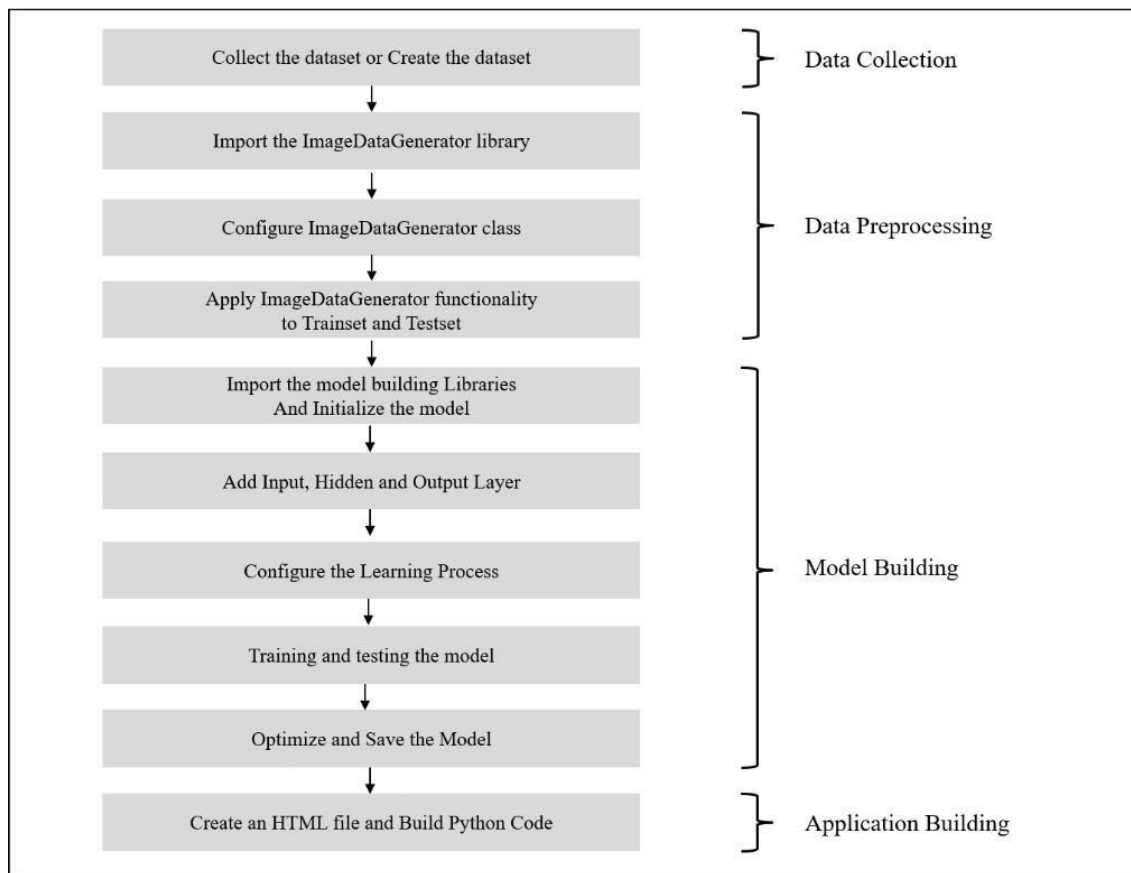 Collect the dataset or Create the dataset
Data Collection
Import the ImageDataGenerator library
Configure ImageDataGenerator class
Apply ImageDataGenerator functionality
to Trainset and Testset
Data Preprocessing
Import the model building Libraries
And Initialize the model
Add Input, Hidden and Output Layer
Configure the Learning Process
Training and testing the model
Optimize and Save the Model
Model Building
Create an HTML file and Build Python Code
Application Building